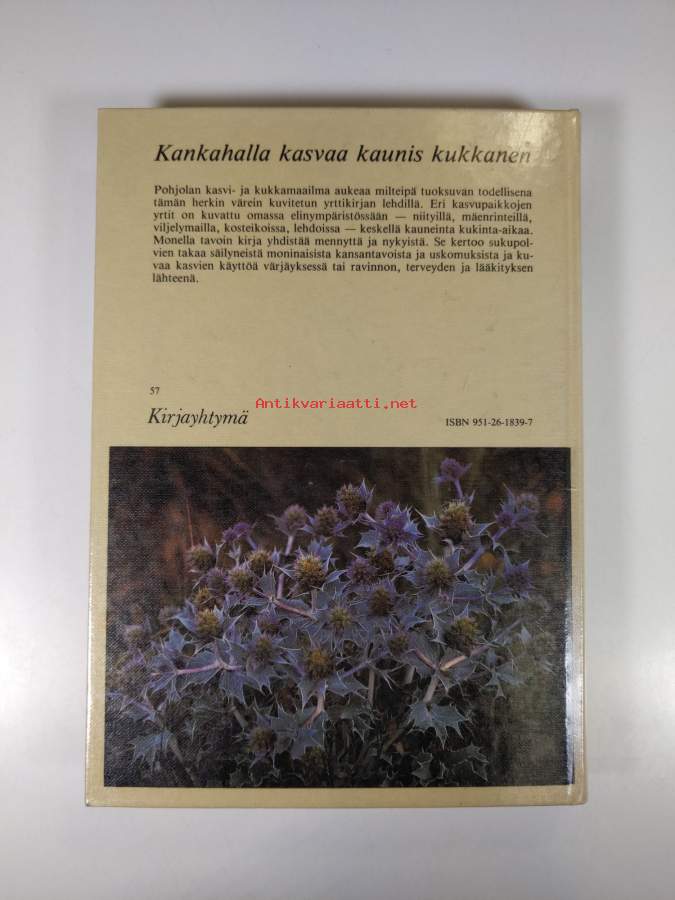 Kankahalla kasvaa kaunis kukkanen
Pohjolan kasvi- ja kukkamaailma aukeaa milteipä tuoksuvan todellisena
tämän herkin värein kuvitetun yrttikirjan lehdillä. Eri kasvupaikkojen
yrtit on kuvattu omassa elinympäristössään — niityillä, mäenrinteillä,
viljelymailla, kosteikoissa, lehdoissa — keskellä kauneinta kukinta-aikaa.
Monella tavoin kirja yhdistää mennyttä ja nykyistä. Se kertoo sukupol-
vien takaa säilyneistä moninaisista kansantavoista ja uskomuksista ja ku-
vaa kasvien käyttöä värjäyksessä tai ravinnon, terveyden ja lääkityksen
lähteenä.
57
Antikvariaatti.net
Kirjayhtymä
ISBN 951-26-1839-7